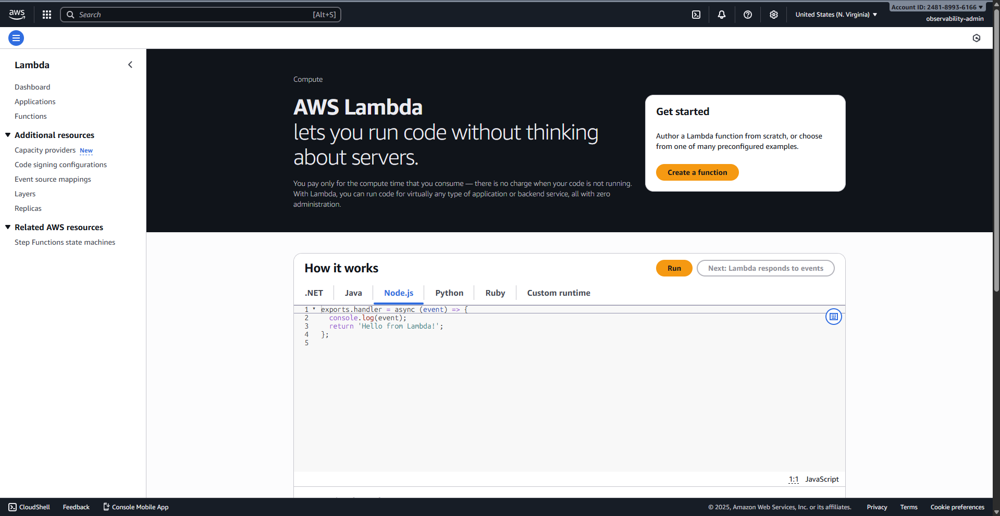 aws
Search [Alt+S]
United States (N. Virginia)
Account ID: 2481-8993-6166
observability-admin
Lambda
Dashboard
Applications
Functions
Additional resources
Capacity providers New
Code signing configurations
Event source mappings
Layers
Replicas
Related AWS resources
Step Functions state machines
Compute
AWS Lambda
lets you run code without thinking
about servers.
You pay only for the compute time that you consume — there is no charge when your code is not running.
With Lambda, you can run code for virtually any type of application or backend service, all with zero
administration.
Get started
Author a Lambda function from scratch, or choose
from one of many preconfigured examples.
Create a function
How it works
Run
Next: Lambda responds to events
.NET Java Node.js Python Ruby Custom runtime
1 exports.handler = async (event) => {
2 console.log(event);
3 return 'Hello from Lambda!';
4 };
5
1:1 JavaScript
CloudShell Feedback Console Mobile App
© 2025, Amazon Web Services, Inc. or its affiliates. Privacy Terms Cookie preferences